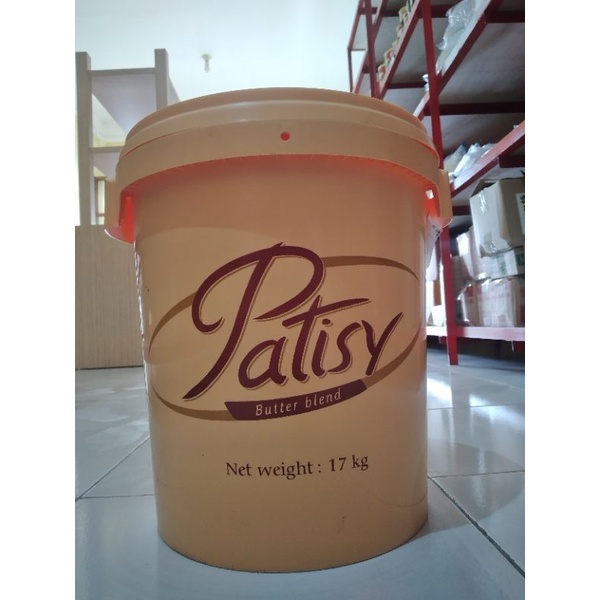 Patisy
Butter blend
Net weight : 17 kg